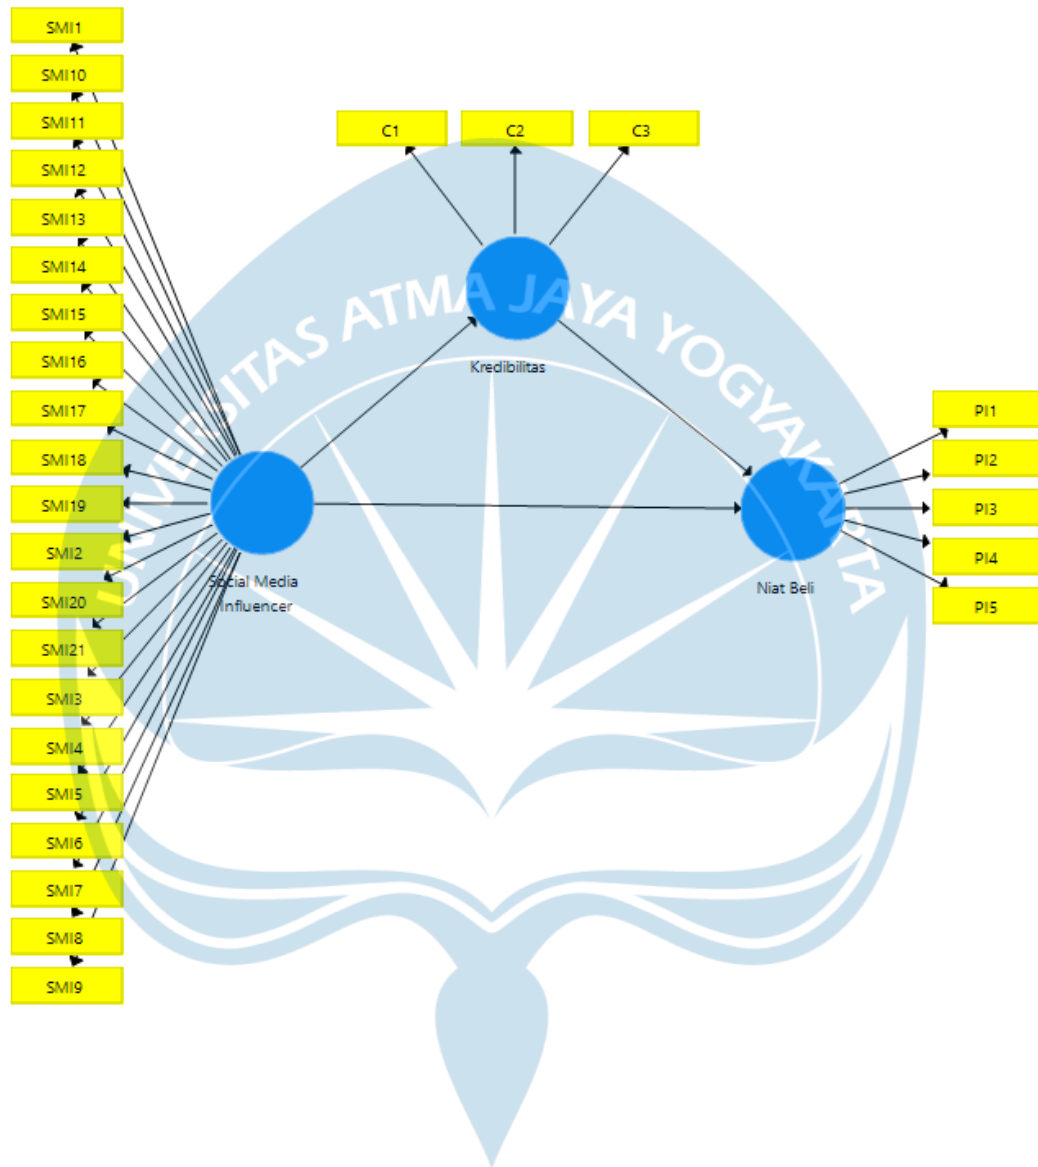 SMI1
SMI10
SMI11
SMI12
SMI13
SMI14
SMI15
SMI16
SMI17
SMI18
SMI19
SMI2
SMI20
SMI21
SMI3
SMI4
SMI5
SMI6
SMI7
SMI8
SMI9
C1
C2
C3
UNIVERSITAS ATMA JAYA YOGYAKARTA
Kredibilitas
Social Media
Influencer
Niat Beli
PI1
PI2
PI3
PI4
PI5